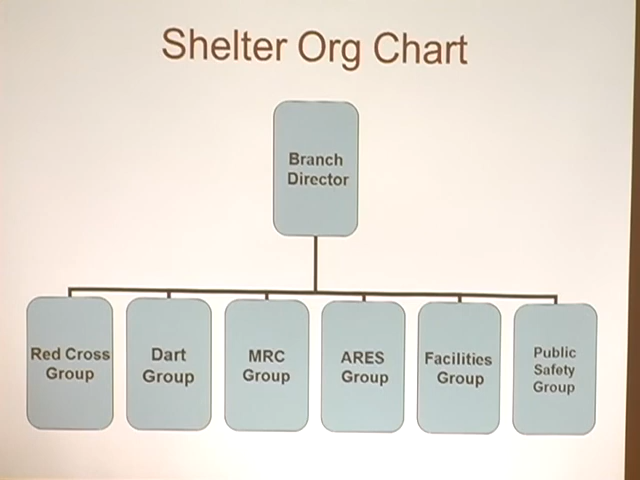 Shelter Org Chart
Branch
Director
Red Cross
Group
Dart
Group
MRC
Group
ARES
Group
Facilities
Group
Public
Safety
Group